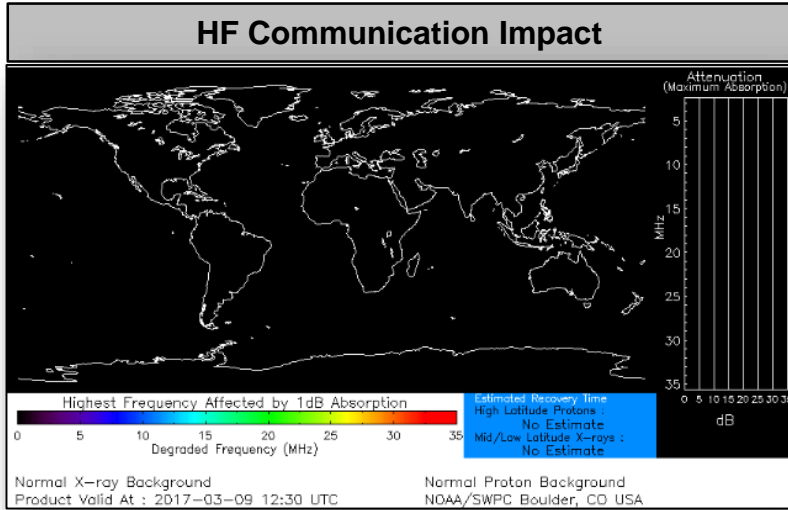 HF Communication Impact
Attenuation
(Maximum Absorption)
5
10
15
20
25
30
35
MHz
0 5 10 15 20 25 30 35
dB
Highest Frequency Affected by 1dB Absorption
0 5 10 15 20 25 30 35
Degraded Frequency (MHz)
Estimated Recovery Time
High Latitude Protons :
No Estimate
Mid/Low Latitude X-rays :
No Estimate
Normal X-ray Background
Product Valid At : 2017-03-09 12:30 UTC
Normal Proton Background
NOAA/SWPC Boulder, CO USA